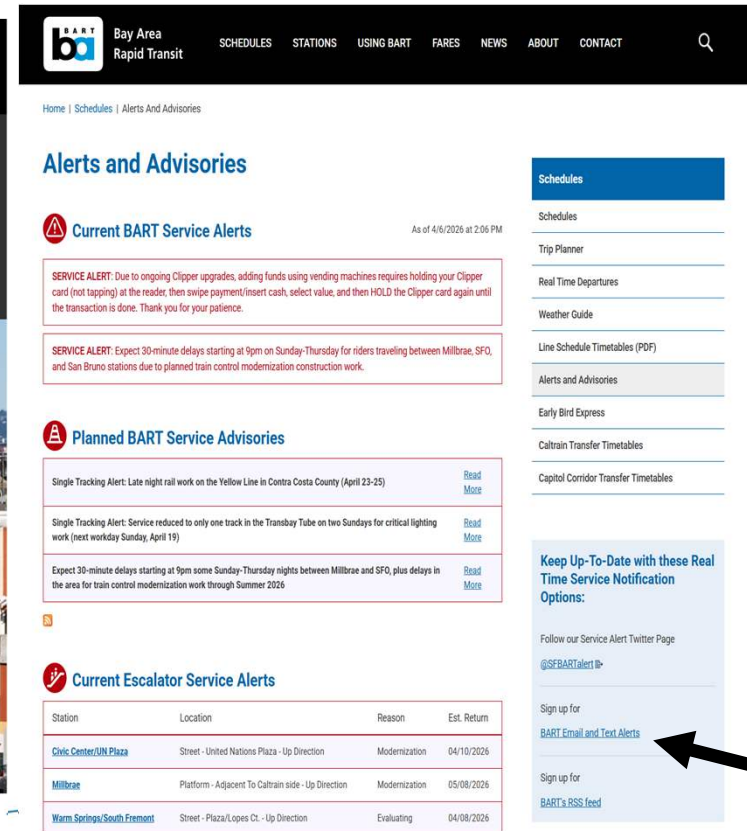 BART
ba
Bay Area
Rapid Transit
SCHEDULES STATIONS USING BART FARES NEWS ABOUT CONTACT
Home | Schedules | Alerts And Advisories
Alerts and Advisories
Current BART Service Alerts
As of 4/6/2026 at 2:06 PM
SERVICE ALERT: Due to ongoing Clipper upgrades, adding funds using vending machines requires holding your Clipper
card (not tapping) at the reader, then swipe payment/insert cash, select value, and then HOLD the Clipper card again until
the transaction is done. Thank you for your patience.
SERVICE ALERT: Expect 30-minute delays starting at 9pm on Sunday-Thursday for riders traveling between Millbrae, SFO,
and San Bruno stations due to planned train control modernization construction work.
Planned BART Service Advisories
Single Tracking Alert: Late night rail work on the Yellow Line in Contra Costa County (April 23-25)
Read
More
Single Tracking Alert: Service reduced to only one track in the Transbay Tube on two Sundays for critical lighting
work (next workday Sunday, April 19)
Read
More
Expect 30-minute delays starting at 9pm some Sunday-Thursday nights between Millbrae and SFO, plus delays in
the area for train control modernization work through Summer 2026
Read
More
Current Escalator Service Alerts
Station Location Reason Est. Return
Civic Center/UN Plaza Street - United Nations Plaza - Up Direction Modernization 04/10/2026
Millbrae Platform - Adjacent To Caltrain side - Up Direction Modernization 05/08/2026
Warm Springs/South Fremont Street - Plaza/Lopes Ct. - Up Direction Evaluating 04/08/2026
Schedules
Schedules
Trip Planner
Real Time Departures
Weather Guide
Line Schedule Timetables (PDF)
Alerts and Advisories
Early Bird Express
Caltrain Transfer Timetables
Capitol Corridor Transfer Timetables
Keep Up-To-Date with these Real
Time Service Notification
Options:
Follow our Service Alert Twitter Page
@SFBARTalert
Sign up for
BART Email and Text Alerts
Sign up for
BART's RSS feed